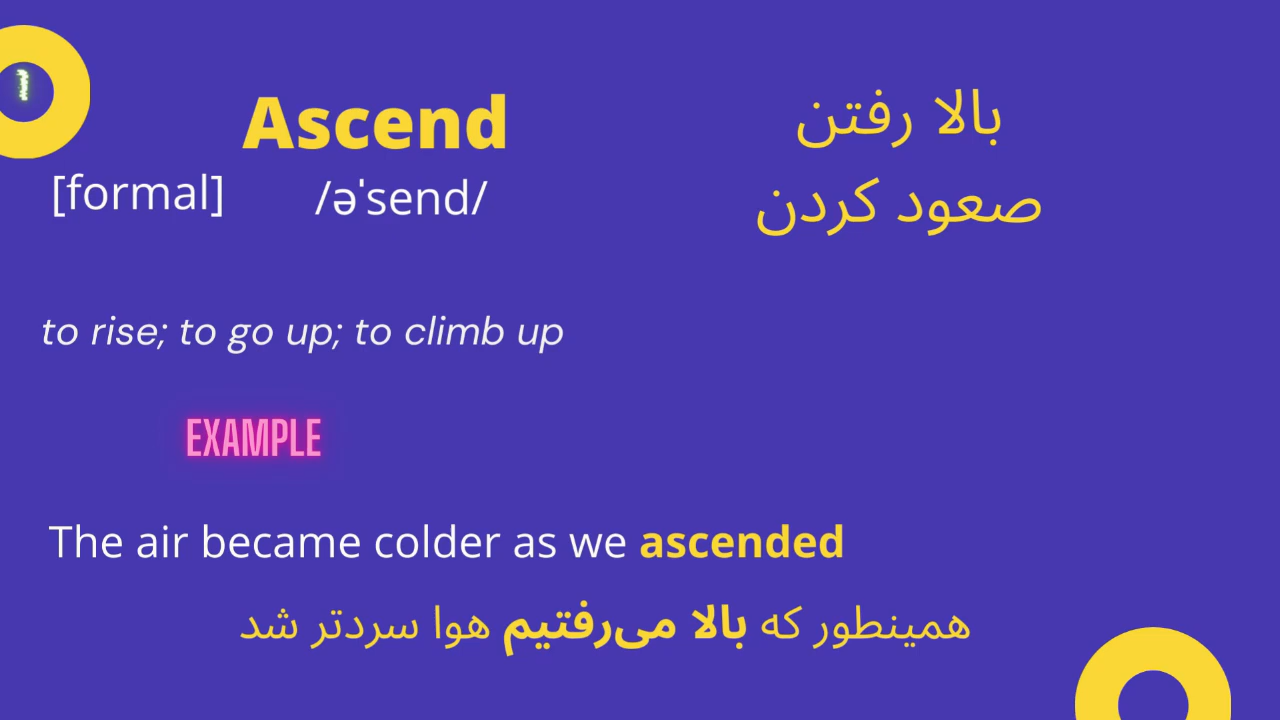 Ascend
[formal] /əˈsend/
بالا رفتن
صعود کردن
to rise; to go up; to climb up
EXAMPLE
The air became colder as we ascended
همینطور که بالا می‌رفتیم هوا سردتر شد